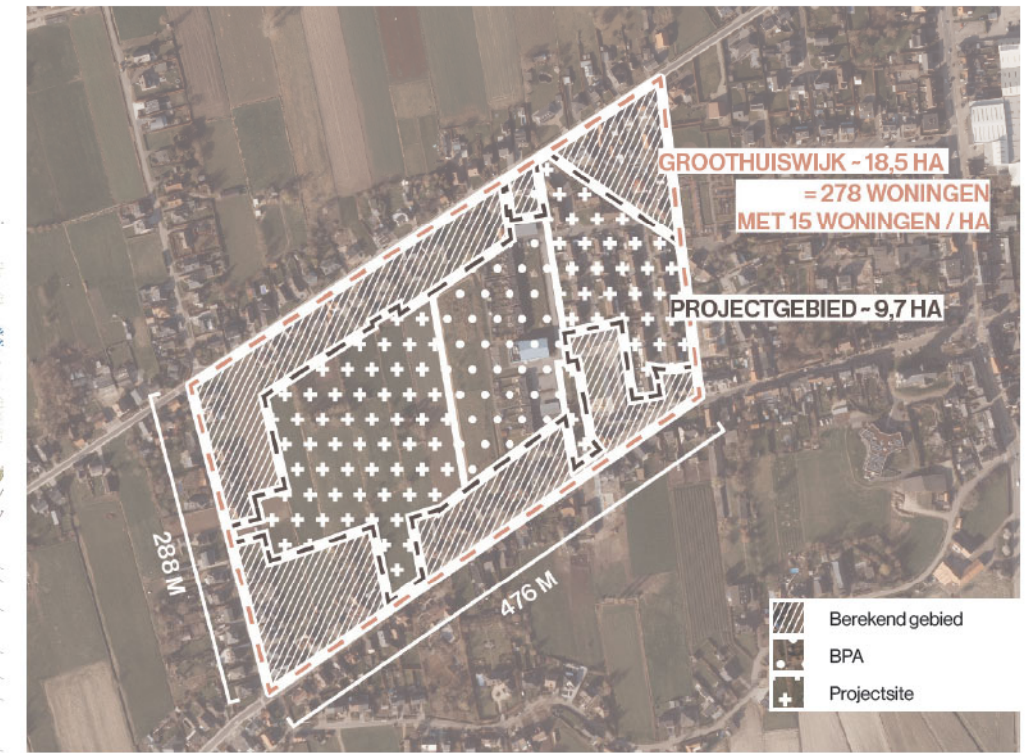 GROOTHUISWIJK ~ 18,5 HA
= 278 WONINGEN
MET 15 WONINGEN / HA
PROJECTGEBIED ~ 9,7 HA
288 M
476 M
Berekend gebied
BPA
Projectsite